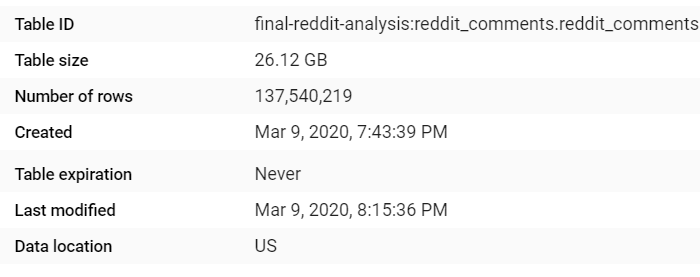 Table ID final-reddit-analysis:reddit_comments.reddit_comments
Table size 26.12 GB
Number of rows 137,540,219
Created Mar 9, 2020, 7:43:39 PM
Table expiration Never
Last modified Mar 9, 2020, 8:15:36 PM
Data location US